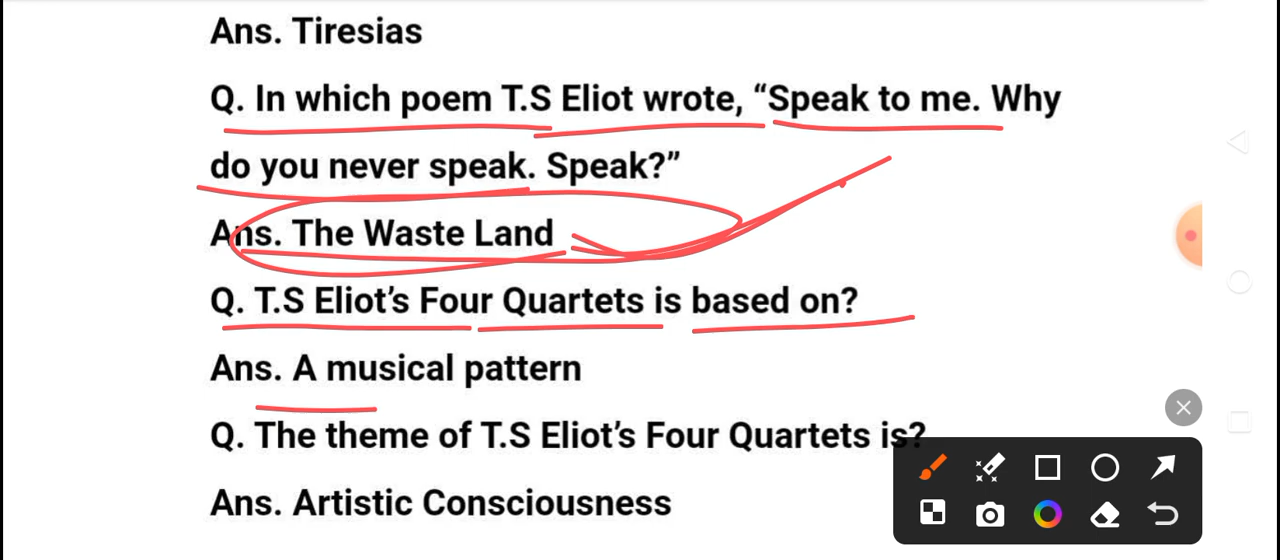 Ans. Tiresias
Q. In which poem T.S Eliot wrote, “Speak to me. Why
do you never speak. Speak?”
Ans. The Waste Land
Q. T.S Eliot’s Four Quartets is based on?
Ans. A musical pattern
Q. The theme of T.S Eliot’s Four Quartets is?
Ans. Artistic Consciousness